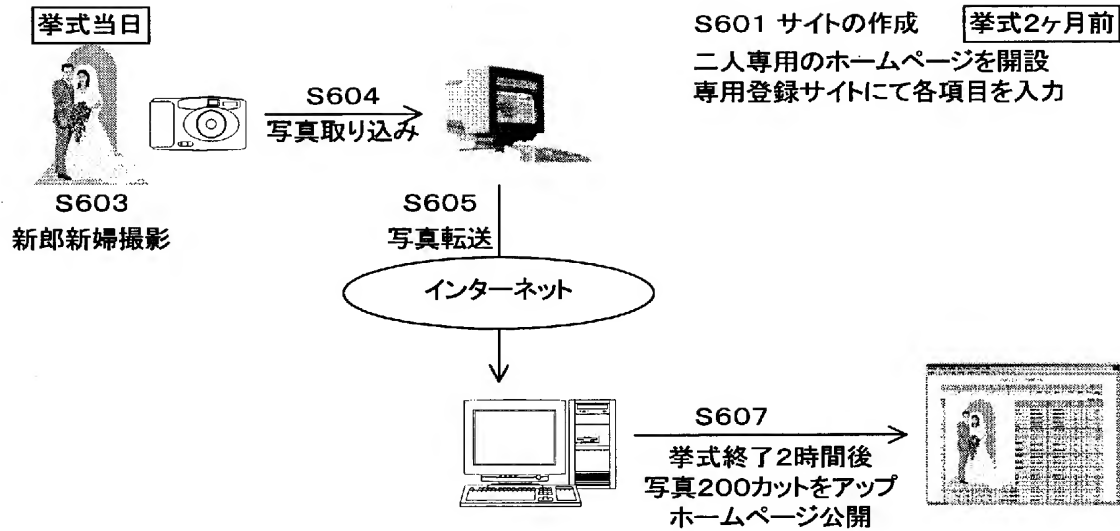 挙式当日
S601 サイトの作成
挙式2ヶ月前
二人専用のホームページを開設
専用登録サイトにて各項目を入力
S604
写真取り込み
S603
新郎新婦撮影
S605
写真転送
インターネット
S607
挙式終了2時間後
写真200カットをアップ
ホームページ公開